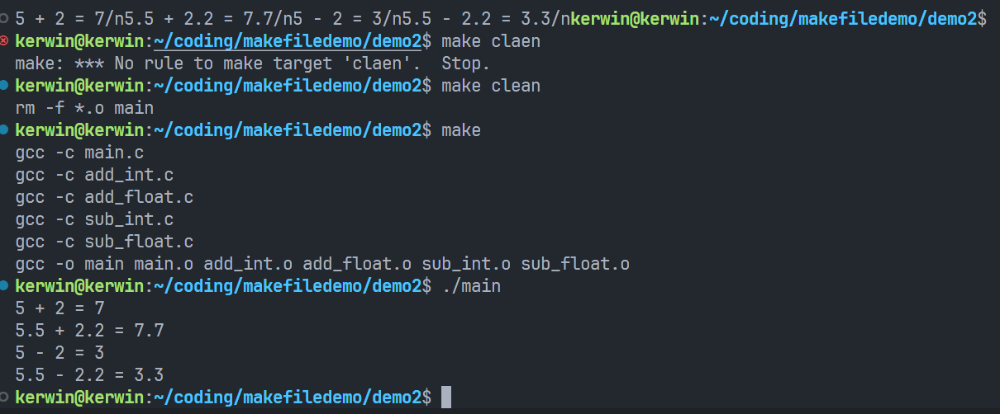 5 + 2 = 7/n5.5 + 2.2 = 7.7/n5 - 2 = 3/n5.5 - 2.2 = 3.3/nkerwin@kerwin:~/coding/makefiledemo/demo2$
kerwin@kerwin:~/coding/makefiledemo/demo2$ make claen
make: *** No rule to make target 'claen'.  Stop.
kerwin@kerwin:~/coding/makefiledemo/demo2$ make clean
rm -f *.o main
kerwin@kerwin:~/coding/makefiledemo/demo2$ make
gcc -c main.c
gcc -c add_int.c
gcc -c add_float.c
gcc -c sub_int.c
gcc -c sub_float.c
gcc -o main main.o add_int.o add_float.o sub_int.o sub_float.o
kerwin@kerwin:~/coding/makefiledemo/demo2$ ./main
5 + 2 = 7
5.5 + 2.2 = 7.7
5 - 2 = 3
5.5 - 2.2 = 3.3
kerwin@kerwin:~/coding/makefiledemo/demo2$